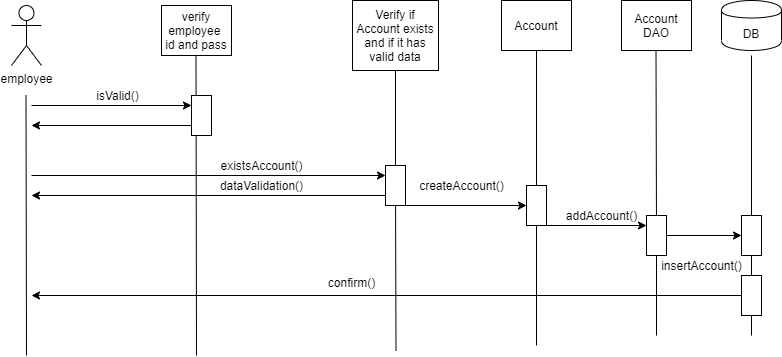 verify
employee
id and pass
Verify if
Account exists
and if it has
valid data
Account
Account
DAO
DB
employee
isValid()
existsAccount()
dataValidation()
createAccount()
addAccount()
insertAccount()
confirm()